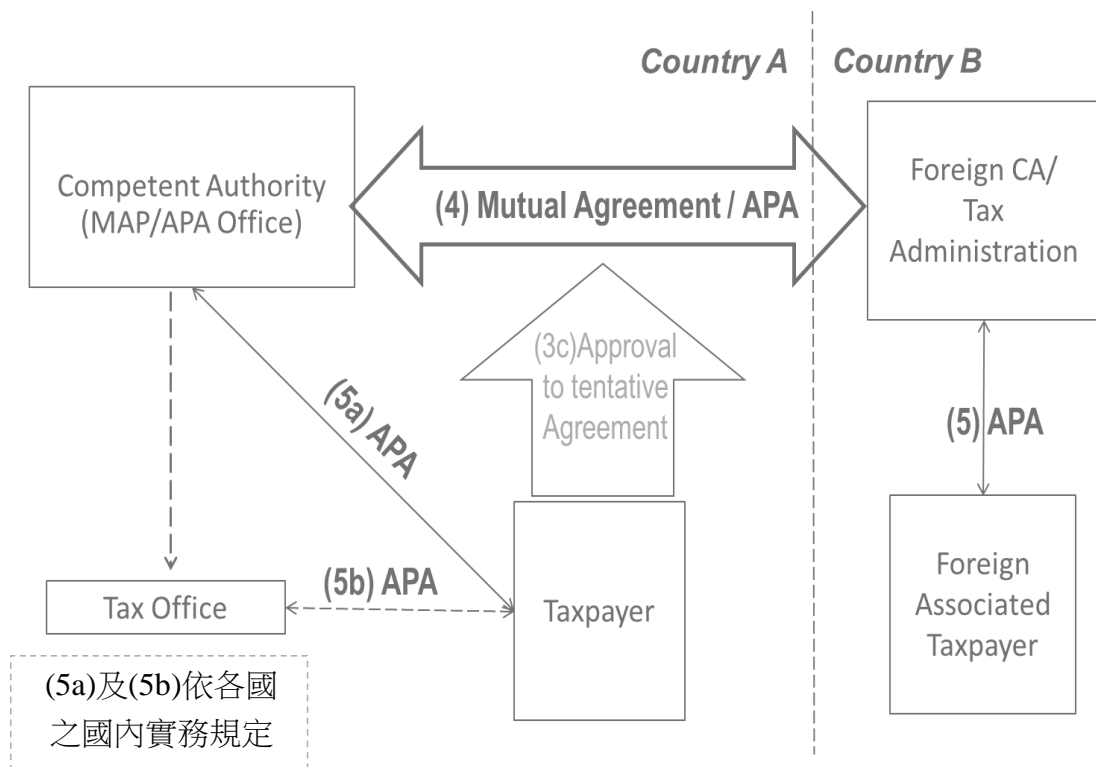 Country A
Country B
Competent Authority
(MAP/APA Office)
(4) Mutual Agreement / APA
Foreign CA/
Tax
Administration
(3c)Approval
to tentative
Agreement
(5a) APA
(5) APA
(5b) APA
Tax Office
Taxpayer
Foreign
Associated
Taxpayer
(5a)及(5b)依各國
之國內實務規定